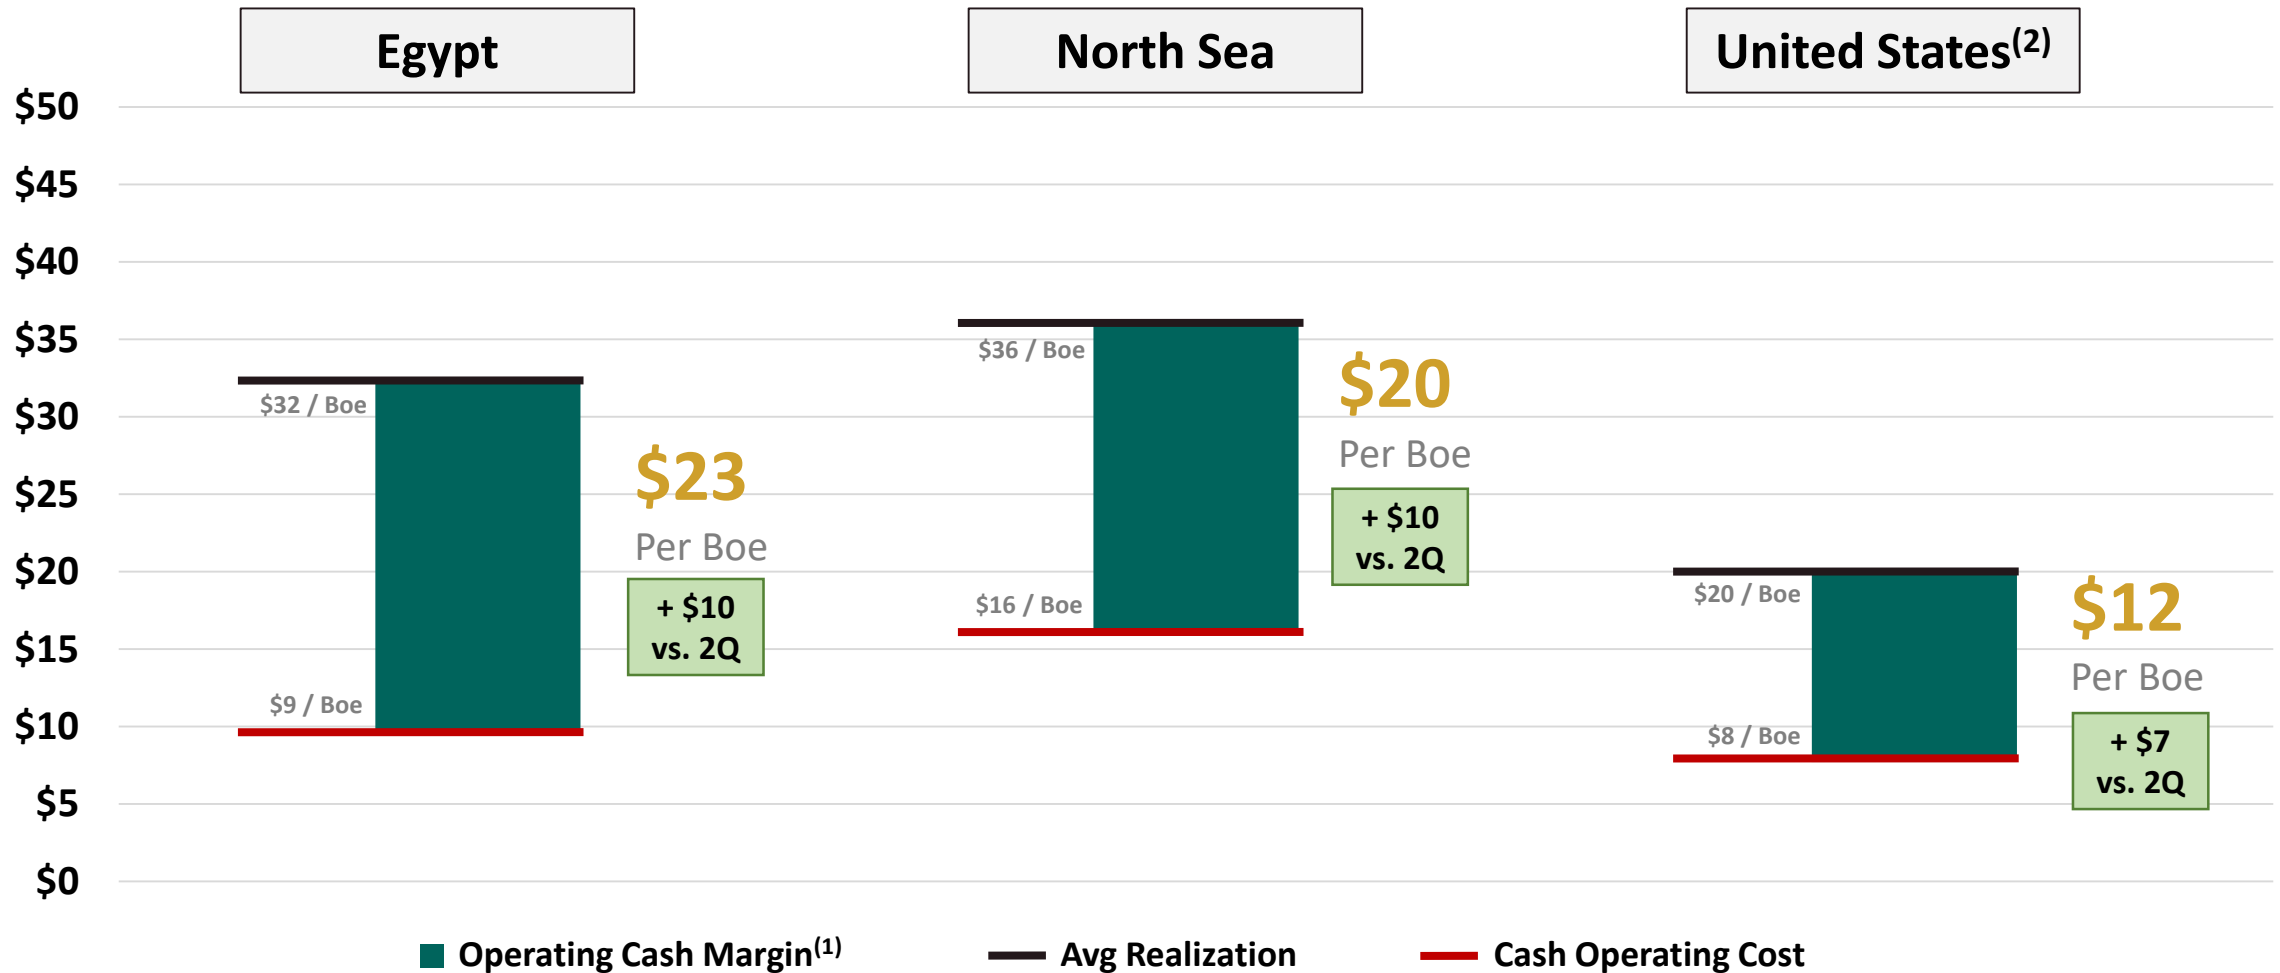 Egypt
North Sea
United States(2)
$50
$45
$40
$35
$30
$25
$20
$15
$10
$5
$0
$32 / Boe
$9 / Boe
$23
Per Boe
+ $10
vs. 2Q
$36 / Boe
$16 / Boe
$20
Per Boe
+ $10
vs. 2Q
$20 / Boe
$8 / Boe
$12
Per Boe
+ $7
vs. 2Q
Operating Cash Margin(1)
Avg Realization
Cash Operating Cost